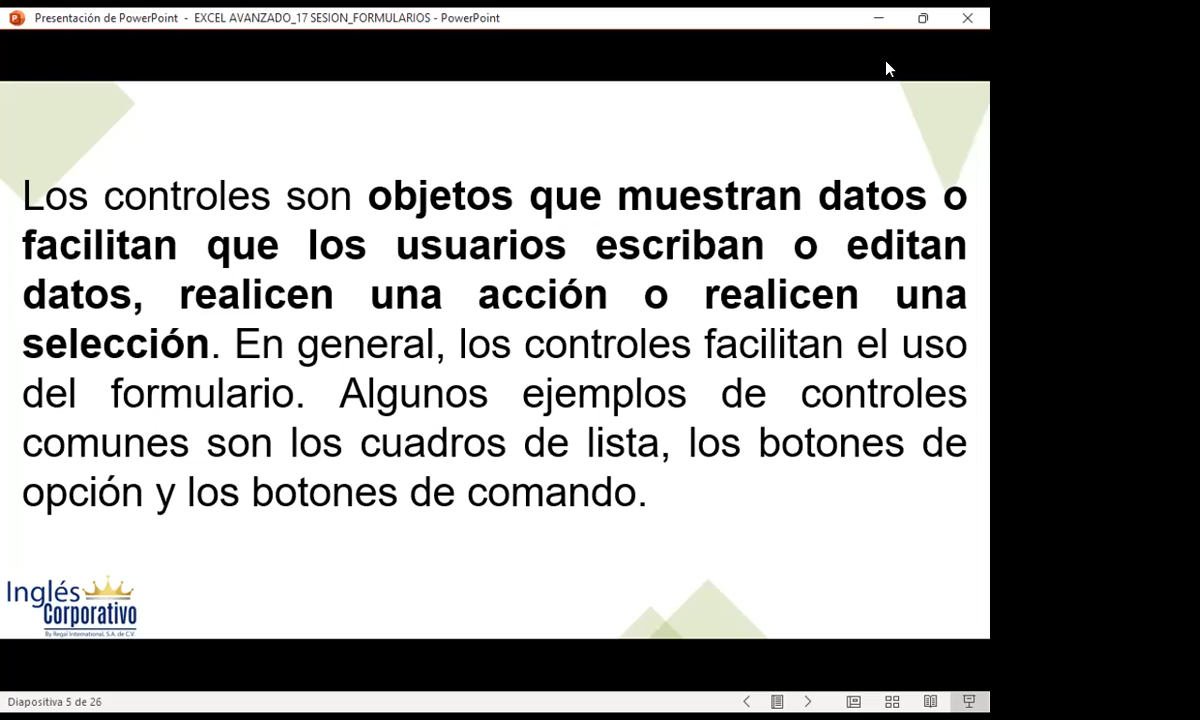 Presentación de PowerPoint - EXCEL AVANZADO_17 SESION_FORMULARIOS - PowerPoint
Los controles son objetos que muestran datos o
facilitan que los usuarios escriban o editan
datos, realicen una acción o realicen una
selección. En general, los controles facilitan el uso
del formulario. Algunos ejemplos de controles
comunes son los cuadros de lista, los botones de
opción y los botones de comando.
Inglés
Corporativo
By Regal International, S.A. de C.V.
Diapositiva 5 de 26